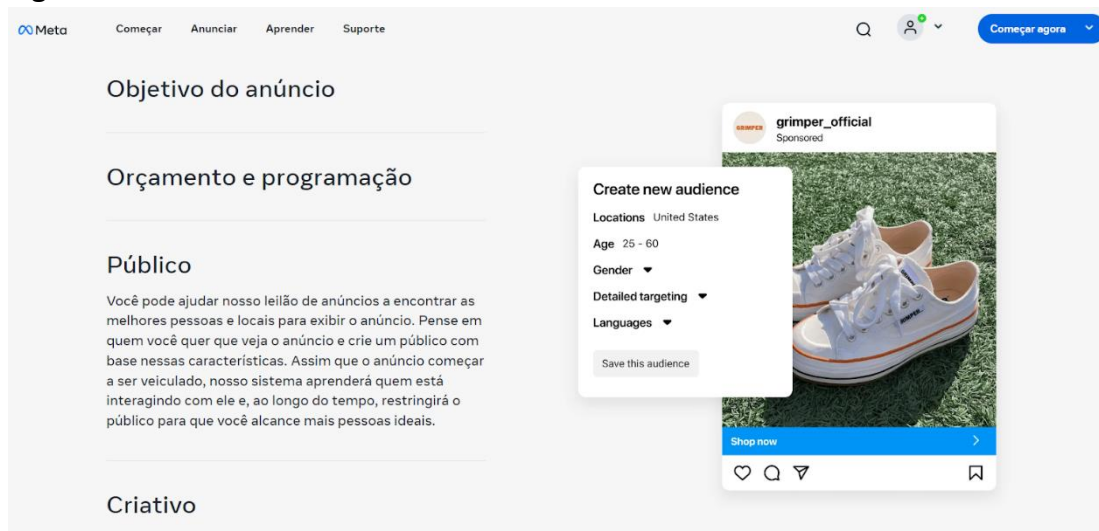 Meta
Começar Anunciar Aprender Suporte
Começar agora
Objetivo do anúncio
Orçamento e programação
Público
Você pode ajudar nosso leilão de anúncios a encontrar as
melhores pessoas e locais para exibir o anúncio. Pense em
quem você quer que veja o anúncio e crie um público com
base nessas características. Assim que o anúncio começar
a ser veiculado, nosso sistema aprenderá quem está
interagindo com ele e, ao longo do tempo, restringirá o
público para que você alcance mais pessoas ideais.
Criativo
Create new audience
Locations United States
Age 25 - 60
Gender
Detailed targeting
Languages
Save this audience
GRIMPER
grimper_official
Sponsored
GRIMPER
Shop now